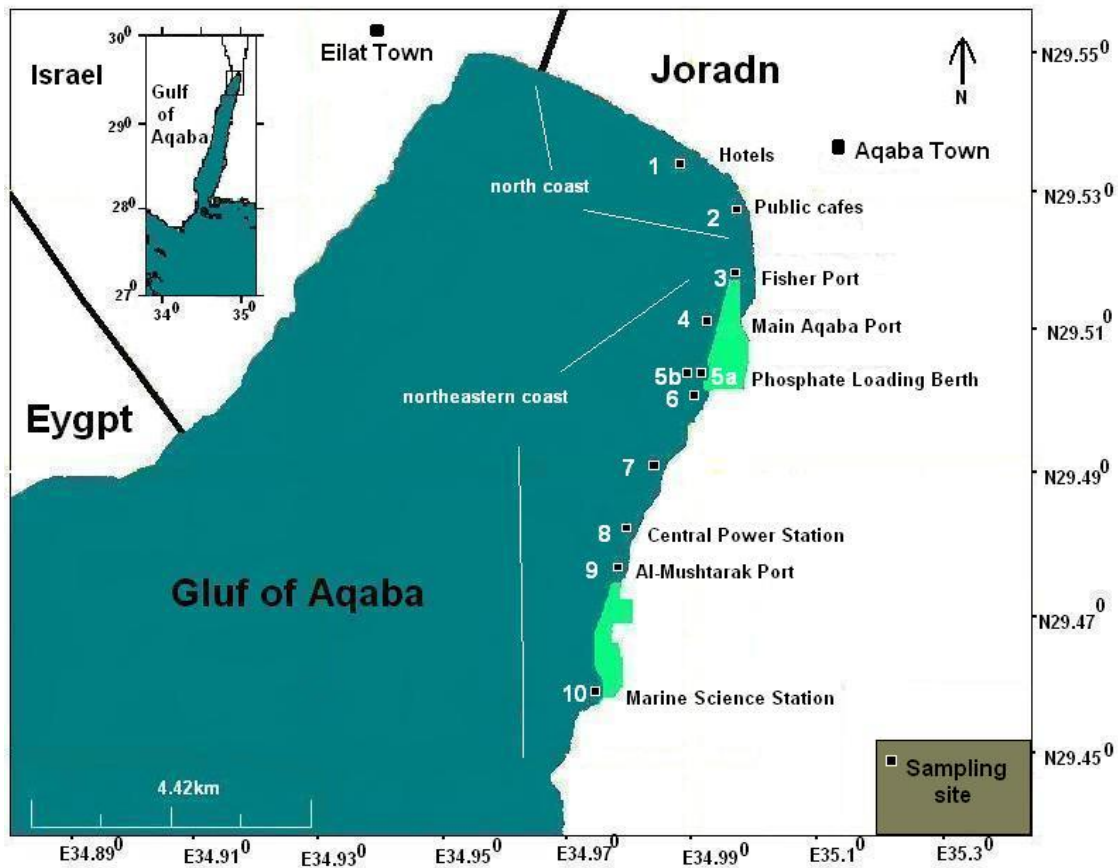 30⁰
Israel
Gulf
of
Aqaba
29⁰
28⁰
27⁰
34⁰
35⁰
Eilat Town
Joradn
N
Aqaba Town
N29.55⁰
N29.53⁰
N29.51⁰
N29.49⁰
N29.47⁰
N29.45⁰
north coast
1
Hotels
2
Public cafes
3
Fisher Port
4
Main Aqaba Port
5b
5a
Phosphate Loading Berth
6
northeastern coast
Eygpt
7
8
Central Power Station
9
Al-Mushtarak Port
Gluf of Aqaba
10
Marine Science Station
4.42km
Sampling
site
E34.89⁰
E34.91⁰
E34.93⁰
E34.95⁰
E34.97⁰
E34.99⁰
E35.1⁰
E35.3⁰